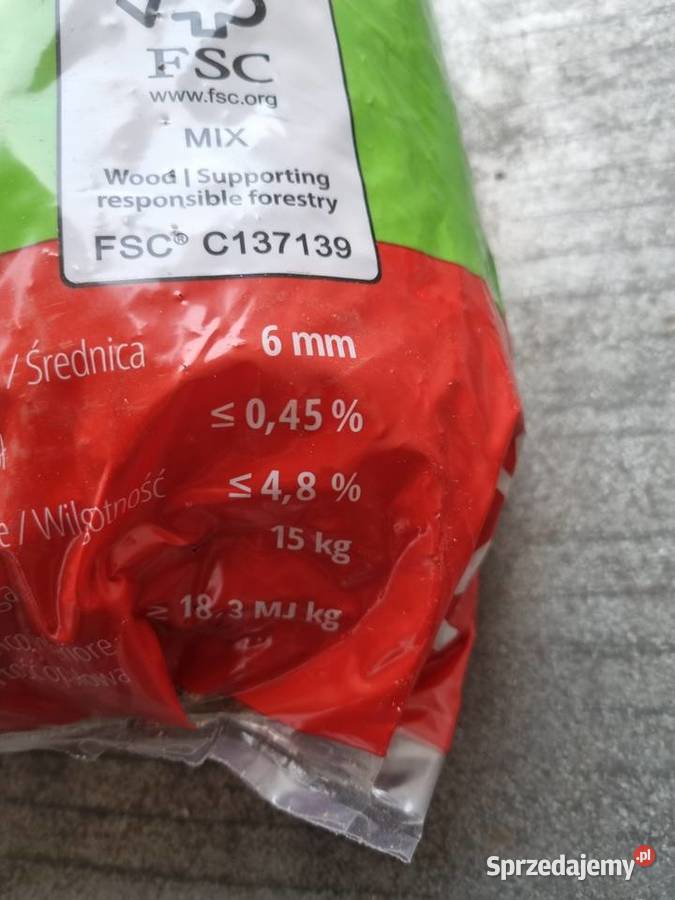 FSC
www.fsc.org
MIX
Wood | Supporting
responsible forestry
FSC® C137139
/ Średnica 6 mm
≤ 0,45 %
/ Wilgotność ≤ 4,8 %
15 kg
≥ 18,3 MJ kg
Sprzedajemy.pl